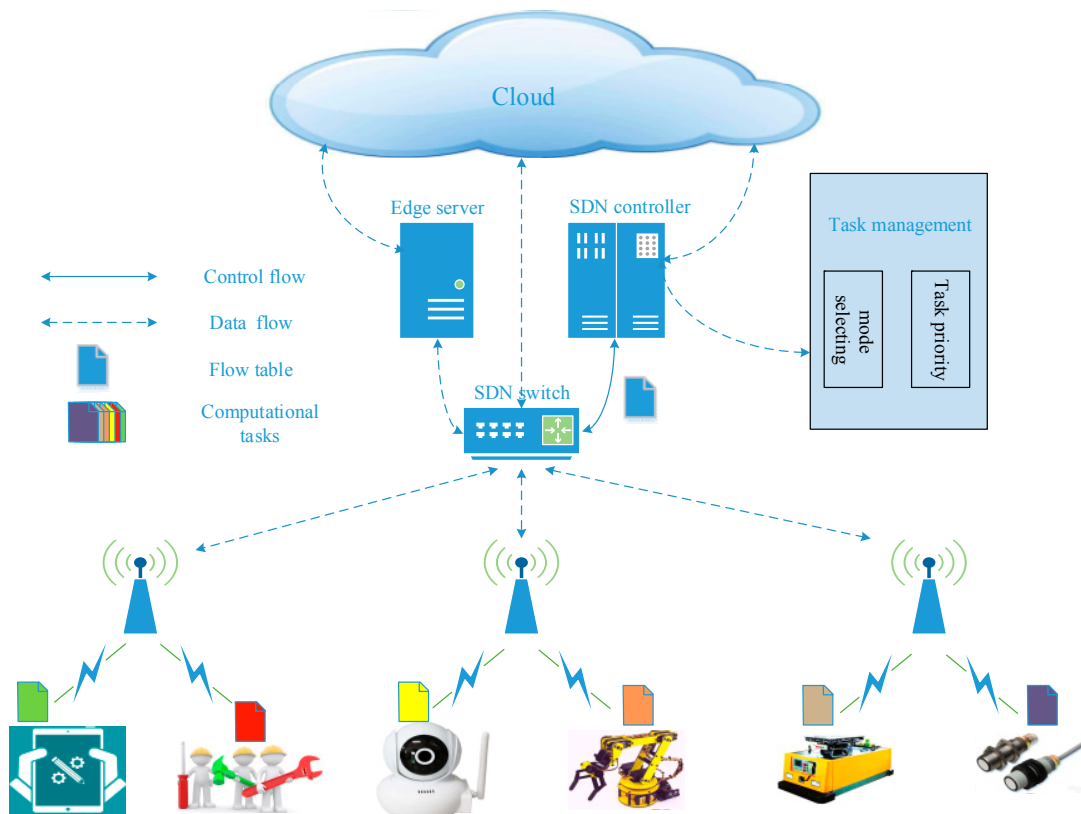 Cloud
Edge server
SDN controller
Task management
mode
selecting
Task priority
Control flow
Data flow
Flow table
Computational
tasks
SDN switch